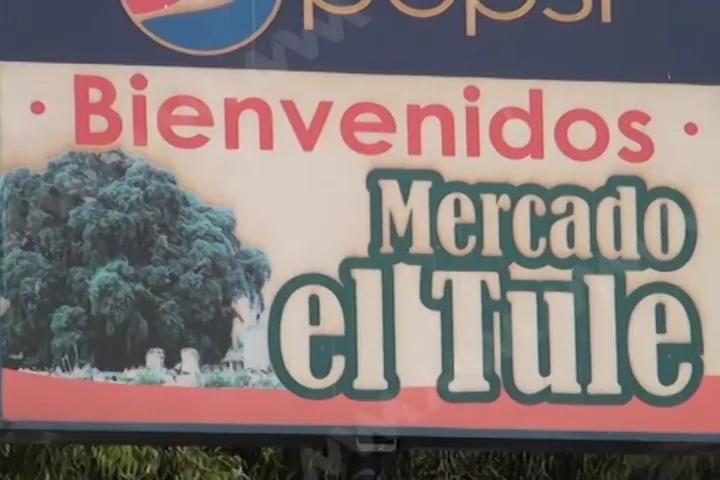 pepsi
· Bienvenidos ·
Mercado
el Tule